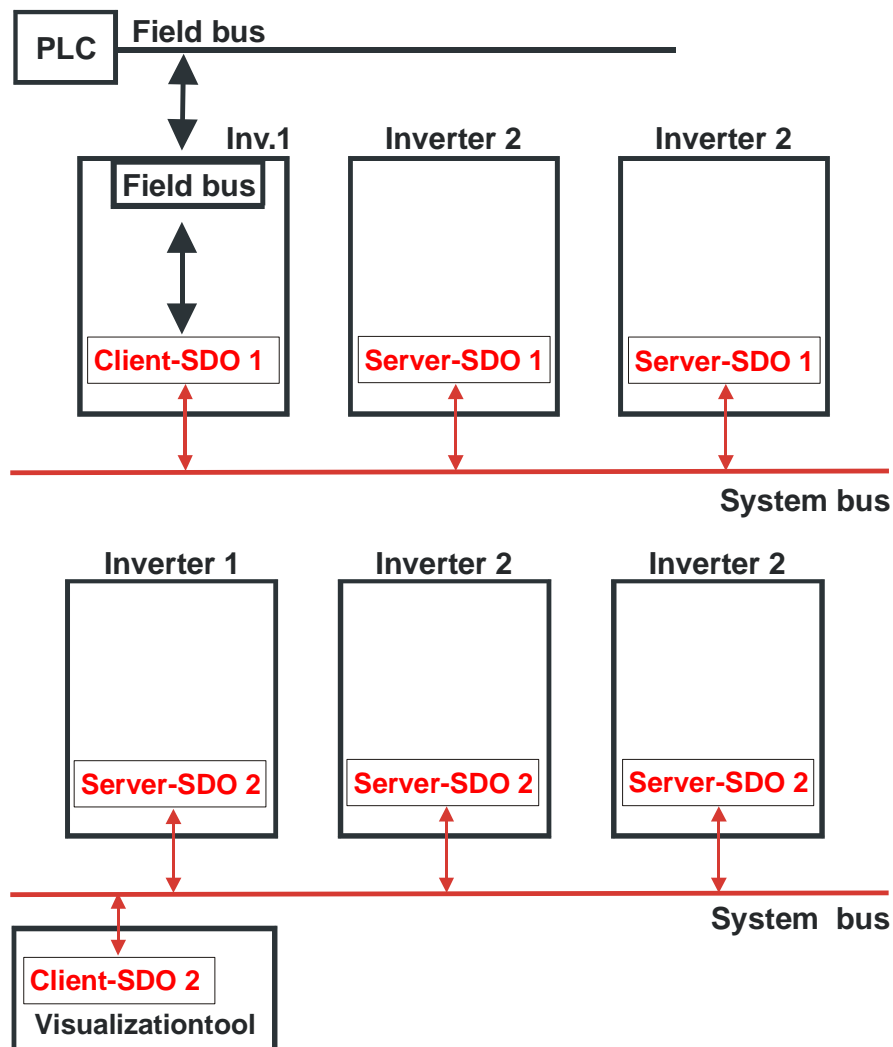 PLC
Field bus
Inv.1
Inverter 2
Inverter 2
Field bus
Client-SDO 1
Server-SDO 1
Server-SDO 1
System bus
Inverter 1
Inverter 2
Inverter 2
Server-SDO 2
Server-SDO 2
Server-SDO 2
System bus
Client-SDO 2
Visualizationtool